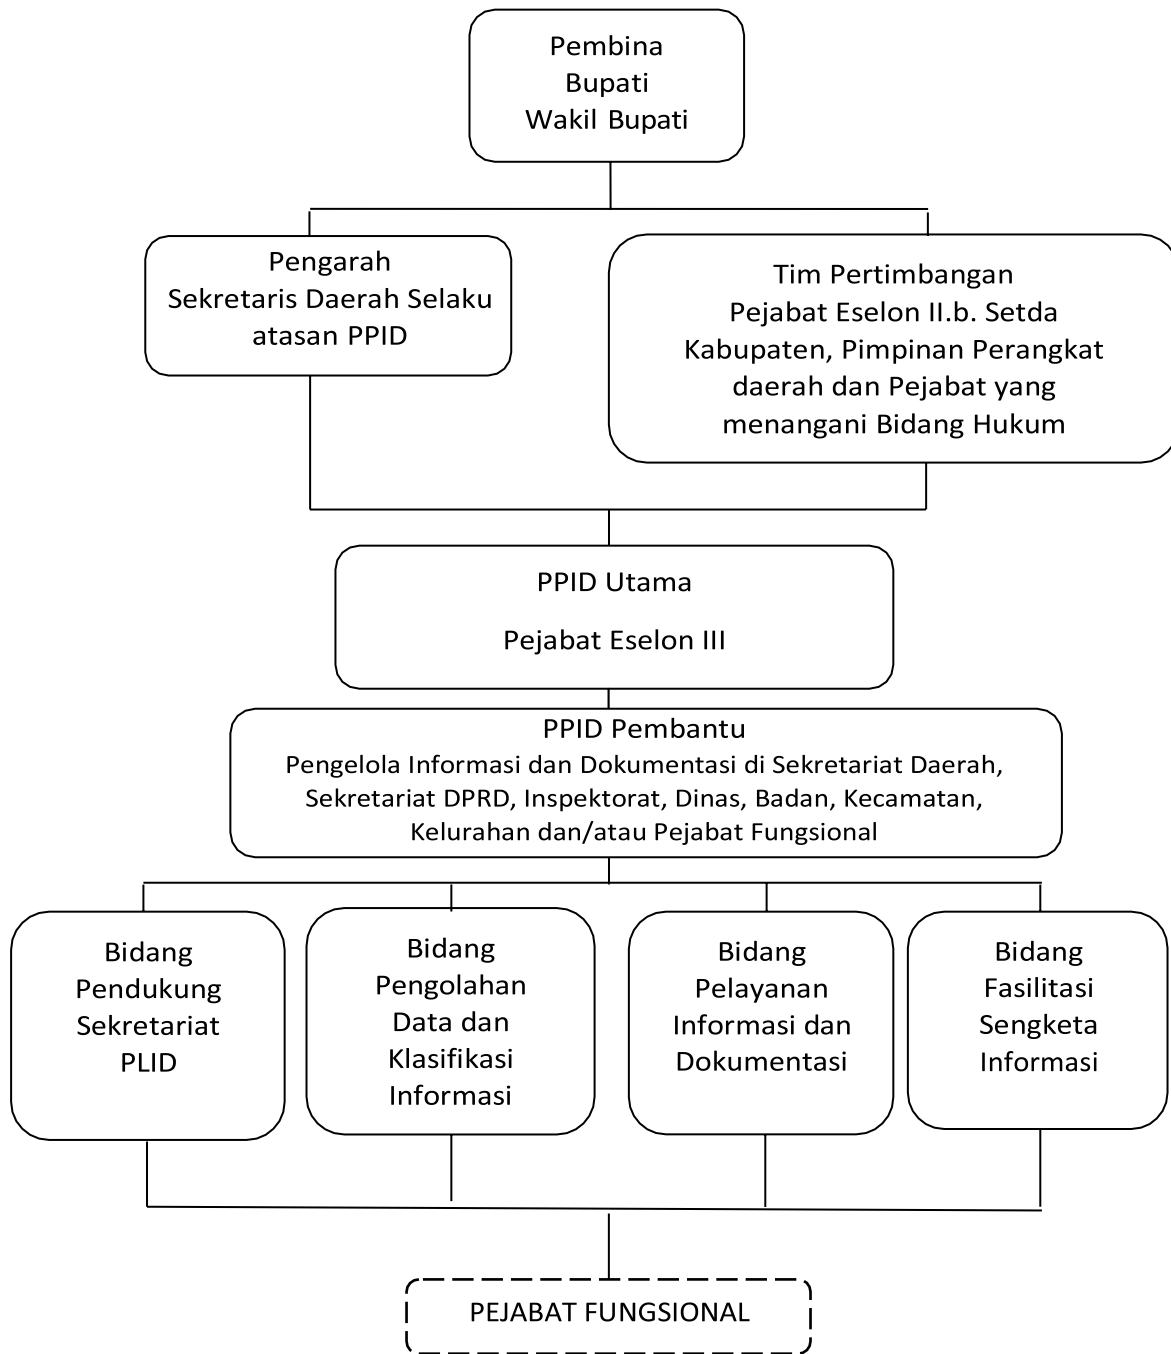 Pembina
Bupati
Wakil Bupati
Pengarah
Sekretaris Daerah Selaku
atasan PPID
Tim Pertimbangan
Pejabat Eselon II.b. Setda
Kabupaten, Pimpinan Perangkat
daerah dan Pejabat yang
menangani Bidang Hukum
PPID Utama
Pejabat Eselon III
PPID Pembantu
Pengelola Informasi dan Dokumentasi di Sekretariat Daerah,
Sekretariat DPRD, Inspektorat, Dinas, Badan, Kecamatan,
Kelurahan dan/atau Pejabat Fungsional
Bidang
Pendukung
Sekretariat
PLID
Bidang
Pengolahan
Data dan
Klasifikasi
Informasi
Bidang
Pelayanan
Informasi dan
Dokumentasi
Bidang
Fasilitasi
Sengketa
Informasi
PEJABAT FUNGSIONAL